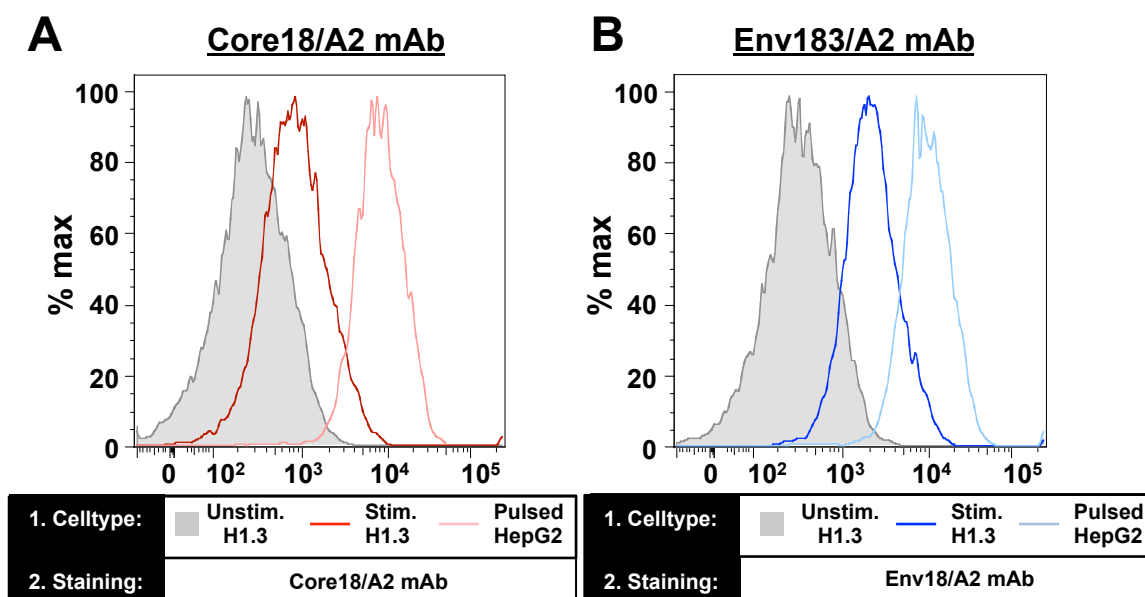 A
Core18/A2 mAb
% max
100
80
60
40
20
0
0 10² 10³ 10⁴ 10⁵
1. Celltype:
Unstim. H1.3
Stim. H1.3
Pulsed HepG2
2. Staining:
Core18/A2 mAb
B
Env183/A2 mAb
% max
100
80
60
40
20
0
0 10² 10³ 10⁴ 10⁵
1. Celltype:
Unstim. H1.3
Stim. H1.3
Pulsed HepG2
2. Staining:
Env18/A2 mAb